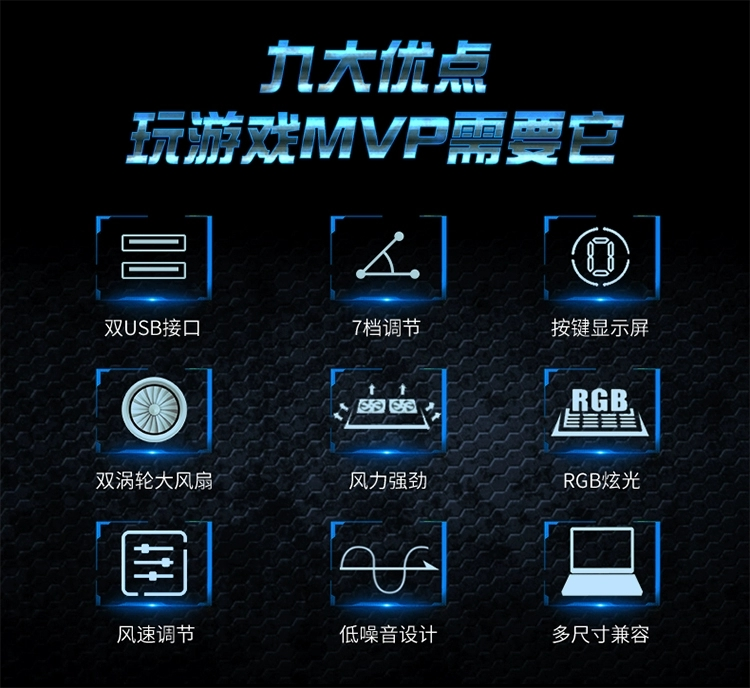 九大优点
玩游戏MVP需要它
双USB接口
7档调节
0
按键显示屏
双涡轮大风扇
风力强劲
RGB
RGB炫光
风速调节
低噪音设计
多尺寸兼容